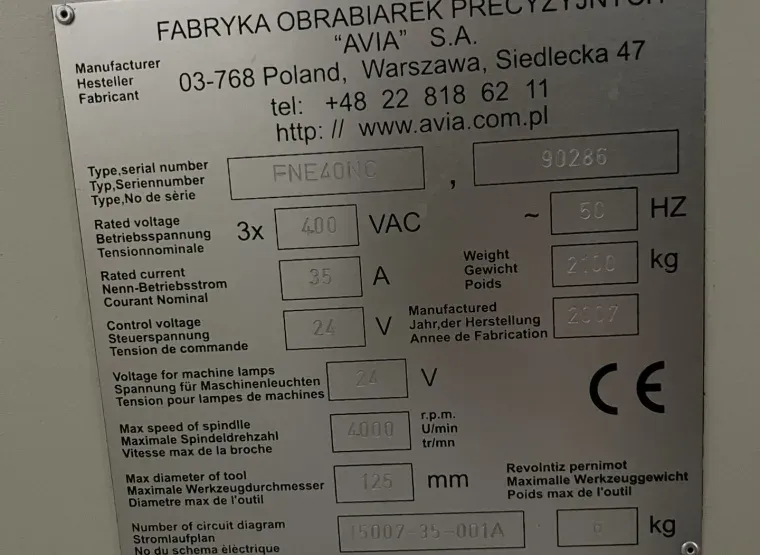 FABRYKA OBRABIAREK PRECYZYJNYCH
"AVIA" S.A.
Manufacturer
Hesteller
Fabricant
03-768 Poland, Warszawa, Siedlecka 47
tel: +48 22 818 62 11
http: // www.avia.com.pl
Type,serial number
Typ,Seriennumber
Type,No de sèrie
FNE40NC , 90286
Rated voltage
Betriebsspannung
Tensionnominale
3x 400 VAC ~ 50 HZ
Rated current
Nenn-Betriebsstrom
Courant Nominal
35 A
Weight
Gewicht
Poids
2100 kg
Control voltage
Steuerspannung
Tension de commande
24 V
Manufactured
Jahr,der Herstellung
Annee de Fabrication
2007
Voltage for machine lamps
Spannung für Maschinenleuchten
Tension pour lampes de machines
24 V
CE
Max speed of spindlle
Maximale Spindeldrehzahl
Vitesse max de la broche
4000
r.p.m.
U/min
tr/mn
Max diameter of tool
Maximale Werkzeugdurchmesser
Diametre max de l'outil
125 mm
Revolntiz pernimot
Maximalle Werkzeuggewicht
Poids max de l'outil
Number of circuit diagram
Stromlaufplan
No du schema èlèctrique
15007-35-001A
kg